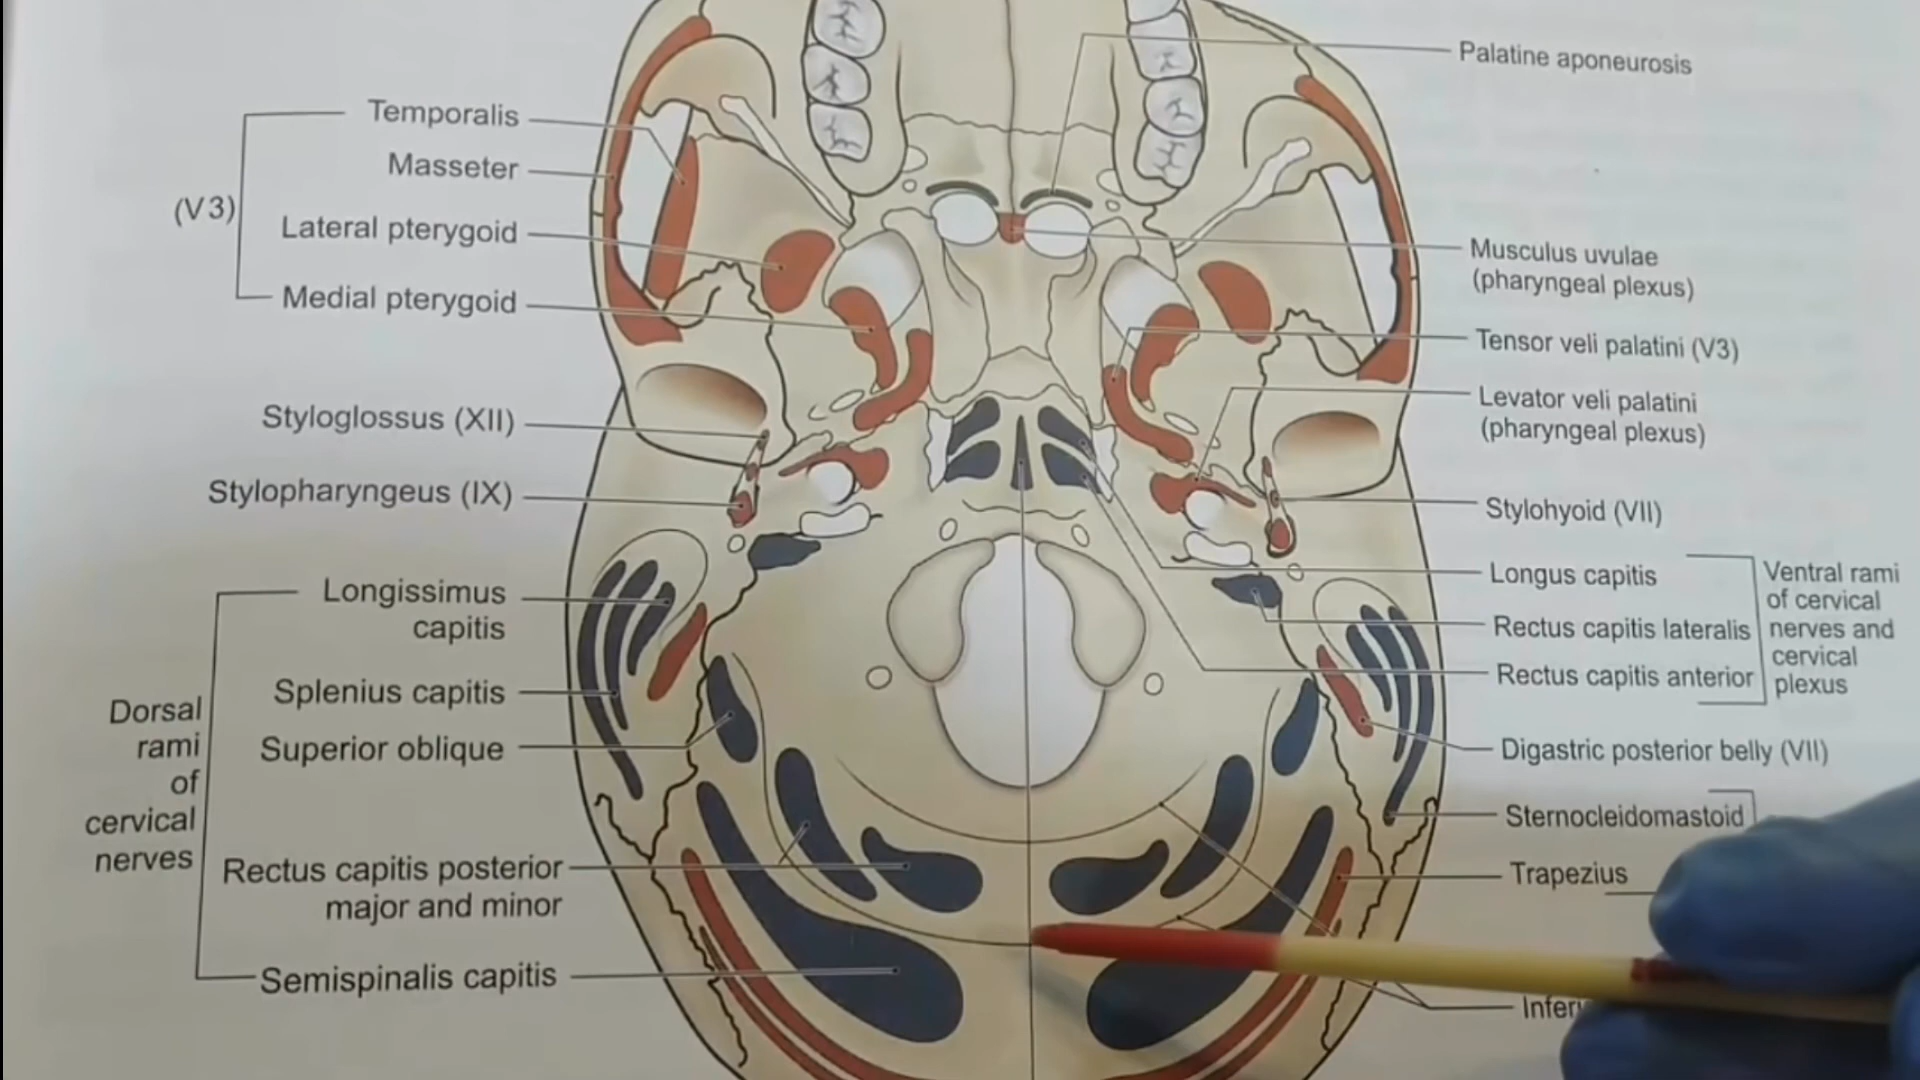 Temporalis
Masseter
(V3)
Lateral pterygoid
Medial pterygoid
Styloglossus (XII)
Stylopharyngeus (IX)
Longissimus
capitis
Splenius capitis
Superior oblique
Dorsal
rami
of
cervical
nerves
Rectus capitis posterior
major and minor
Semispinalis capitis
Palatine aponeurosis
Musculus uvulae
(pharyngeal plexus)
Tensor veli palatini (V3)
Levator veli palatini
(pharyngeal plexus)
Stylohyoid (VII)
Longus capitis
Rectus capitis lateralis
Rectus capitis anterior
Ventral rami
of cervical
nerves and
cervical
plexus
Digastric posterior belly (VII)
Sternocleidomastoid
Trapezius